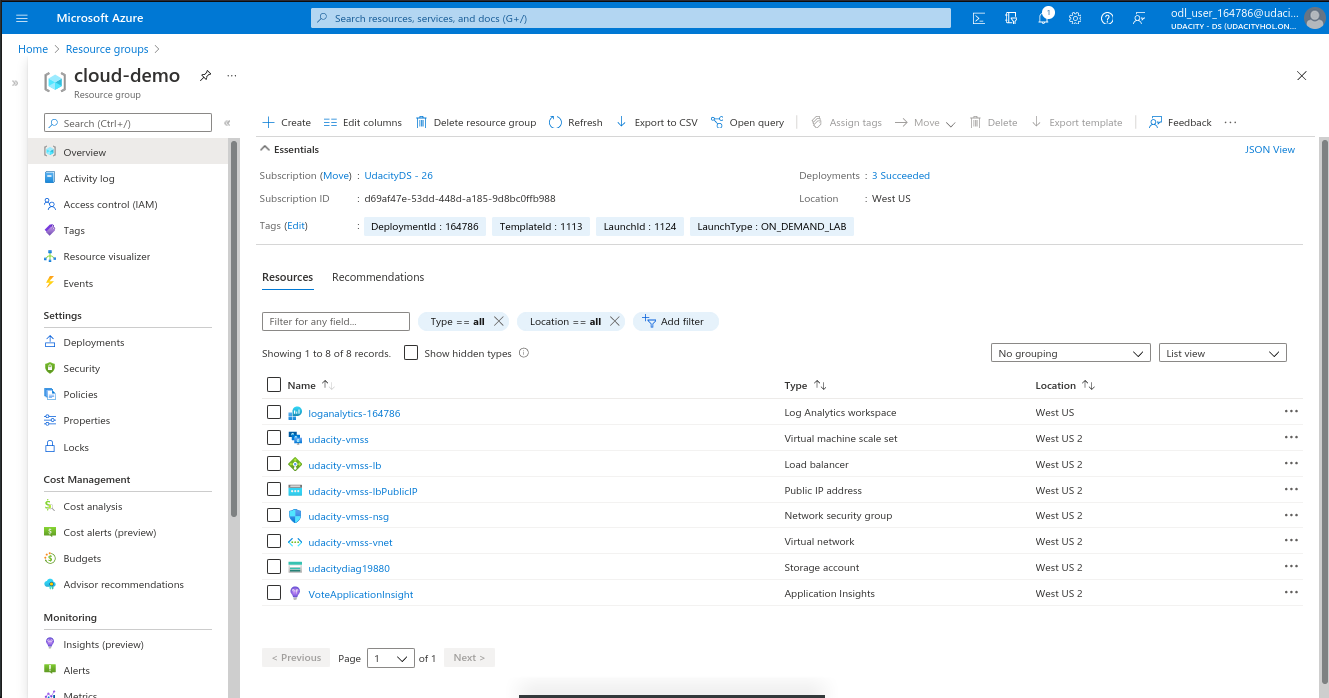 Microsoft Azure
Search resources, services, and docs (G+/)
1
odl_user_164786@udaci...
UDACITY - DS (UDACITYHOL.ON...
Home > Resource groups >
cloud-demo
...
Resource group
Search (Ctrl+/)
«
»
Overview
Activity log
Access control (IAM)
Tags
Resource visualizer
Events
Settings
Deployments
Security
Policies
Properties
Locks
Cost Management
Cost analysis
Cost alerts (preview)
Budgets
Advisor recommendations
Monitoring
Insights (preview)
Alerts
Metrics
Create Edit columns Delete resource group Refresh Export to CSV Open query Assign tags Move Delete Export template Feedback ...
Essentials JSON View
Subscription (Move) : UdacityDS - 26 Deployments : 3 Succeeded
Subscription ID : d69af47e-53dd-448d-a185-9d8bc0ffb988 Location : West US
Tags (Edit) : DeploymentId : 164786 TemplateId : 1113 LaunchId : 1124 LaunchType : ON_DEMAND_LAB
Resources Recommendations
Filter for any field... Type == all Location == all Add filter
Showing 1 to 8 of 8 records. Show hidden types No grouping List view
Name Type Location
loganalytics-164786 Log Analytics workspace West US ...
udacity-vmss Virtual machine scale set West US 2 ...
udacity-vmss-lb Load balancer West US 2 ...
udacity-vmss-lbPublicIP Public IP address West US 2 ...
udacity-vmss-nsg Network security group West US 2 ...
udacity-vmss-vnet Virtual network West US 2 ...
udacitydiag19880 Storage account West US 2 ...
VoteApplicationInsight Application Insights West US 2 ...
< Previous Page 1 of 1 Next >